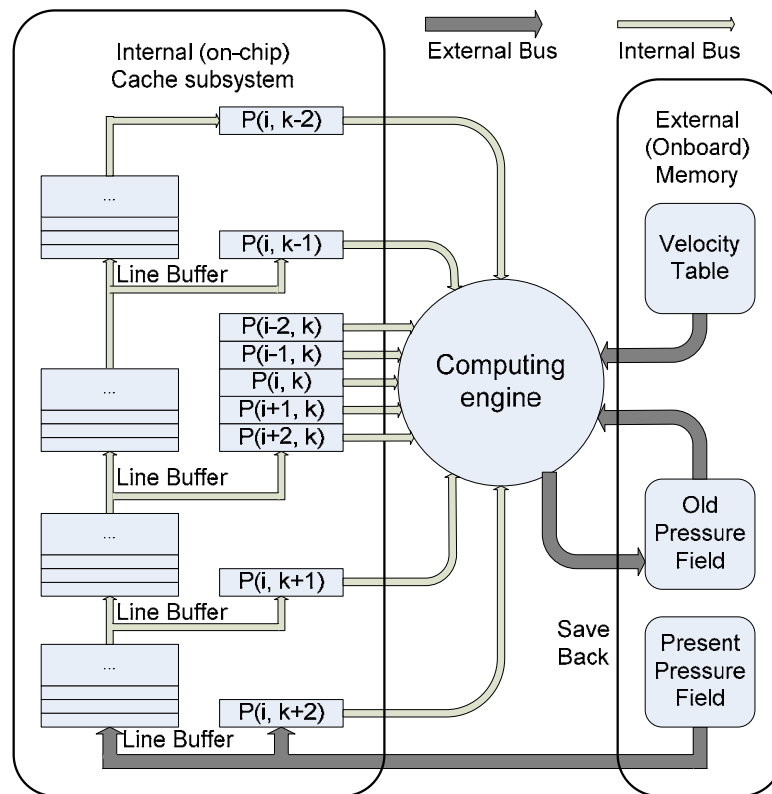 Internal (on-chip)
Cache subsystem
External Bus
Internal Bus
P(i, k-2)
External
(Onboard)
Memory
...
P(i, k-1)
Line Buffer
Velocity
Table
P(i-2, k)
P(i-1, k)
P(i, k)
P(i+1, k)
P(i+2, k)
Computing
engine
...
Line Buffer
Old
Pressure
Field
...
P(i, k+1)
Line Buffer
Save
Back
Present
Pressure
Field
...
P(i, k+2)
Line Buffer